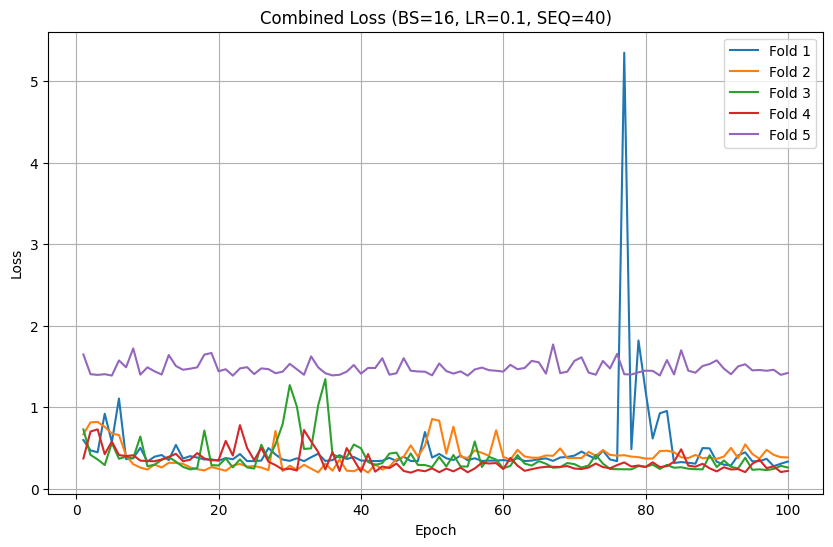 Combined Loss (BS=16, LR=0.1, SEQ=40)
Fold 1
Fold 2
Fold 3
Fold 4
Fold 5
Loss
5
4
3
2
1
0
0 20 40 60 80 100
Epoch